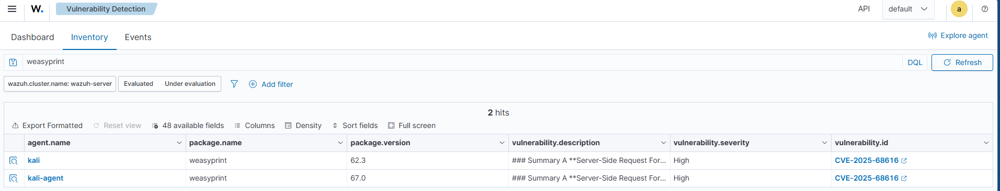 W. Vulnerability Detection API default a
Dashboard Inventory Events Explore agent
weasyprint DQL Refresh
wazuh.cluster.name: wazuh-server Evaluated Under evaluation Add filter
2 hits
Export Formatted Reset view 48 available fields Columns Density Sort fields Full screen
agent.name package.name package.version vulnerability.description vulnerability.severity vulnerability.id
kali weasyprint 62.3 ### Summary A **Server-Side Request For... High CVE-2025-68616
kali-agent weasyprint 67.0 ### Summary A **Server-Side Request For... High CVE-2025-68616